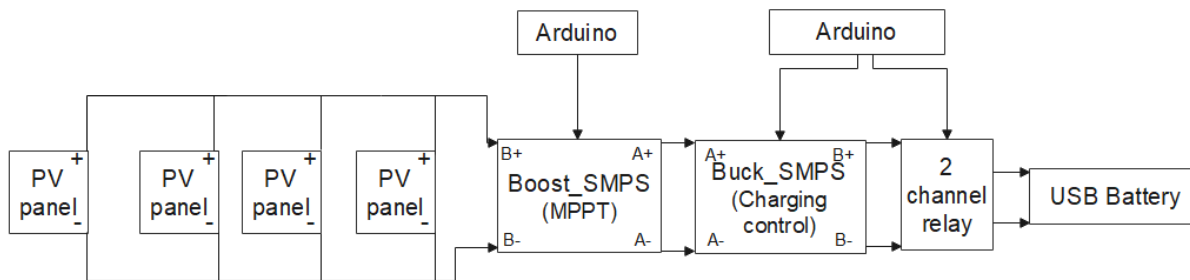 Arduino
Arduino
+
PV
panel
-
+
PV
panel
-
+
PV
panel
-
+
PV
panel
-
B+
A+
Boost_SMPS
(MPPT)
B-
A-
A+
B+
Buck_SMPS
(Charging
control)
A-
B-
2
channel
relay
USB Battery